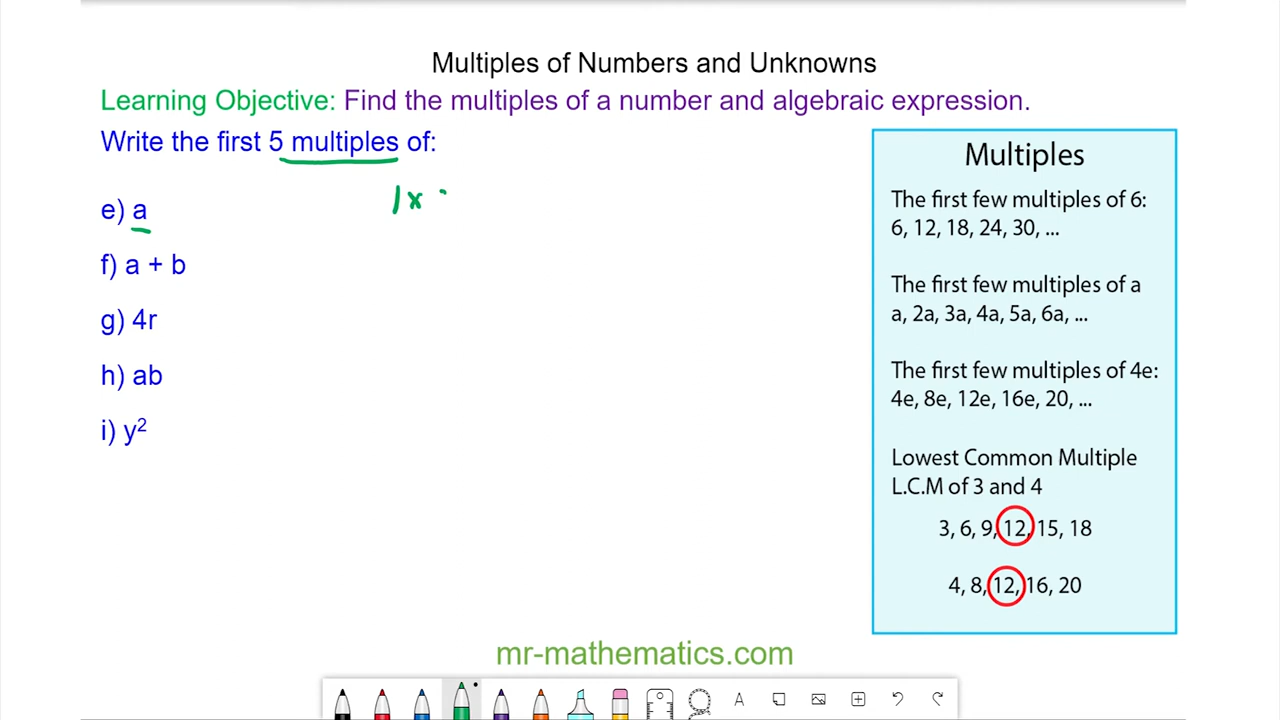 Multiples of Numbers and Unknowns
Learning Objective: Find the multiples of a number and algebraic expression.
Write the first 5 multiples of:
e) a
1x
f) a + b
g) 4r
h) ab
i) y²
Multiples
The first few multiples of 6:
6, 12, 18, 24, 30, ...
The first few multiples of a
a, 2a, 3a, 4a, 5a, 6a, ...
The first few multiples of 4e:
4e, 8e, 12e, 16e, 20, ...
Lowest Common Multiple
L.C.M of 3 and 4
3, 6, 9, 12, 15, 18
4, 8, 12, 16, 20
mr-mathematics.com
A